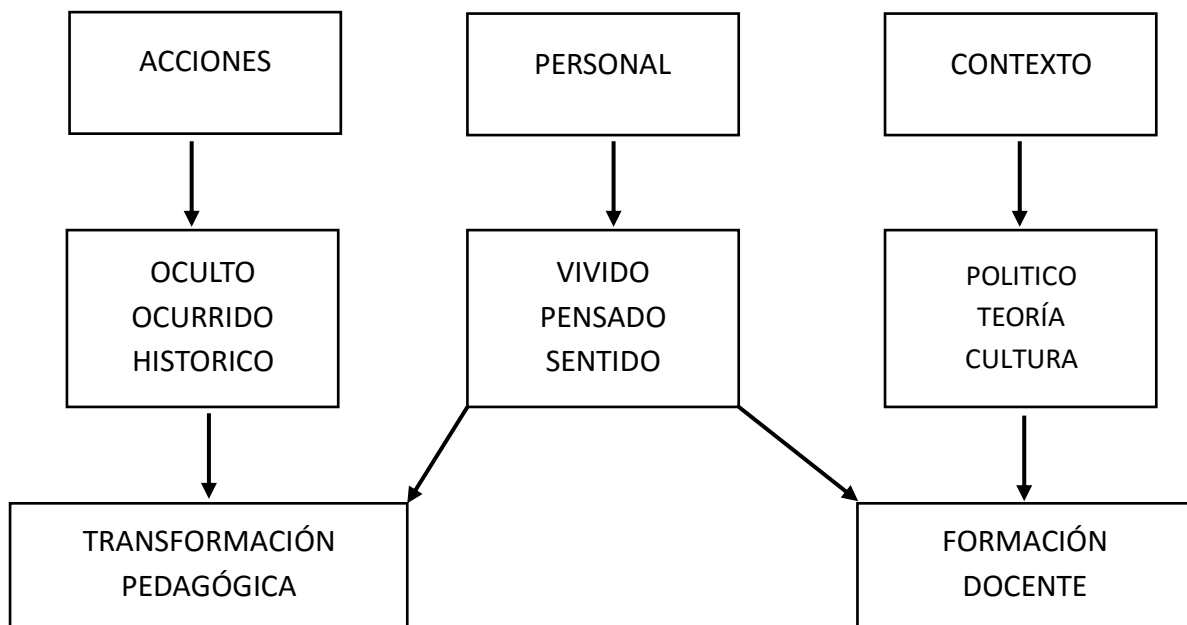 ACCIONES
PERSONAL
CONTEXTO
OCULTO
OCURRIDO
HISTORICO
VIVIDO
PENSADO
SENTIDO
POLITICO
TEORÍA
CULTURA
TRANSFORMACIÓN
PEDAGÓGICA
FORMACIÓN
DOCENTE